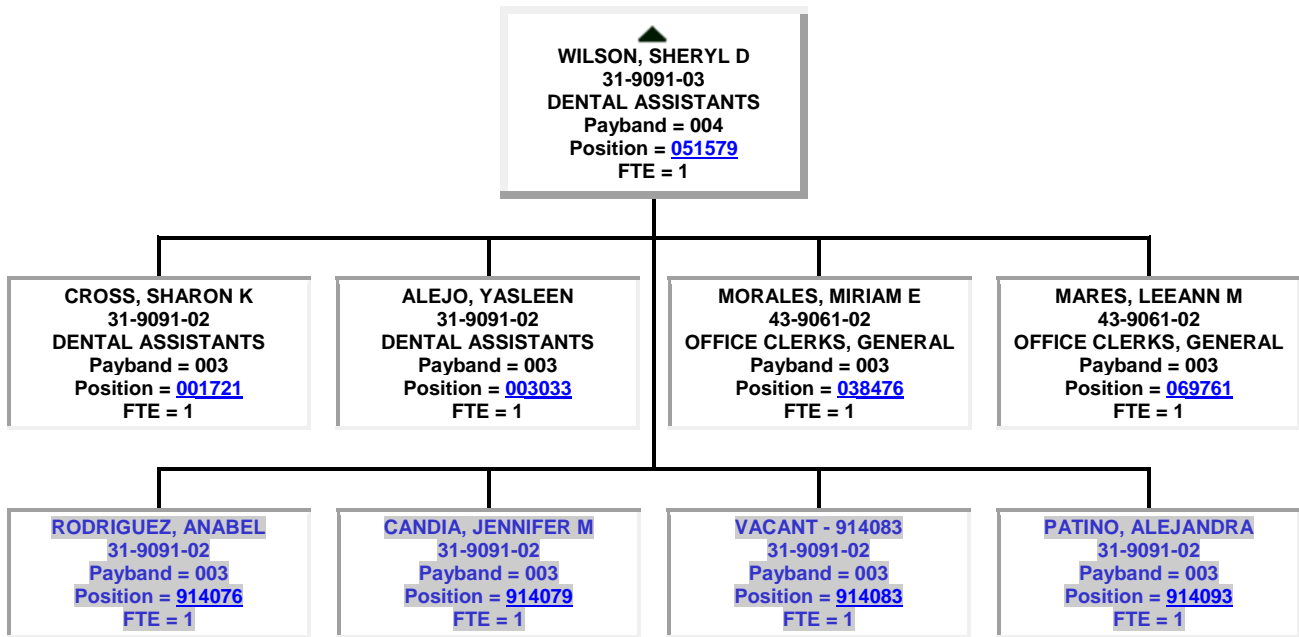 WILSON, SHERYL D
31-9091-03
DENTAL ASSISTANTS
Payband = 004
Position = 051579
FTE = 1
CROSS, SHARON K
31-9091-02
DENTAL ASSISTANTS
Payband = 003
Position = 001721
FTE = 1
ALEJO, YASLEEN
31-9091-02
DENTAL ASSISTANTS
Payband = 003
Position = 003033
FTE = 1
MORALES, MIRIAM E
43-9061-02
OFFICE CLERKS, GENERAL
Payband = 003
Position = 038476
FTE = 1
MARES, LEEANN M
43-9061-02
OFFICE CLERKS, GENERAL
Payband = 003
Position = 069761
FTE = 1
RODRIGUEZ, ANABEL
31-9091-02
Payband = 003
Position = 914076
FTE = 1
CANDIA, JENNIFER M
31-9091-02
Payband = 003
Position = 914079
FTE = 1
VACANT - 914083
31-9091-02
Payband = 003
Position = 914083
FTE = 1
PATINO, ALEJANDRA
31-9091-02
Payband = 003
Position = 914093
FTE = 1